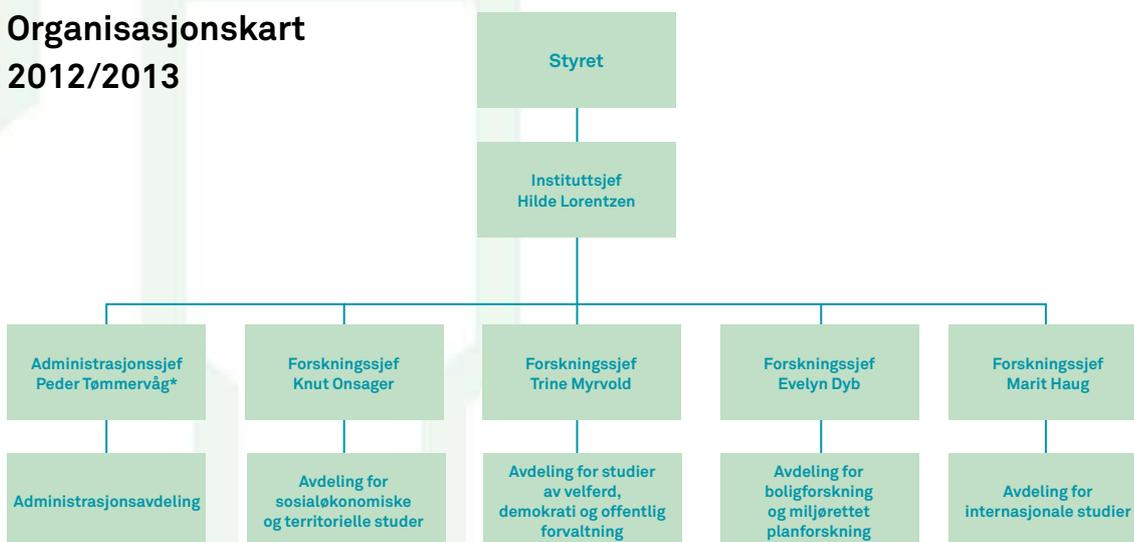 Organisasjonskart
2012/2013
Styret
Instituttsjef
Hilde Lorentzen
Administrasjonssjef
Peder Tømmervåg*
Forskningssjef
Knut Onsager
Forskningssjef
Trine Myrvold
Forskningssjef
Evelyn Dyb
Forskningssjef
Marit Haug
Administrasjonsavdeling
Avdeling for
sosialøkonomiske
og territorielle studer
Avdeling for studier
av velferd,
demokrati og offentlig
forvaltning
Avdeling for
boligforskning
og miljørettet
planforskning
Avdeling for
internasjonale studier